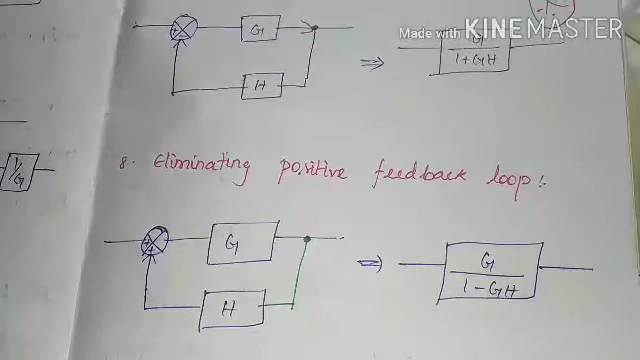 Made with KINEMASTER
G
G
1+GH
H
1/G
8. Eliminating positive feedback loop:
G
G
1-GH
H